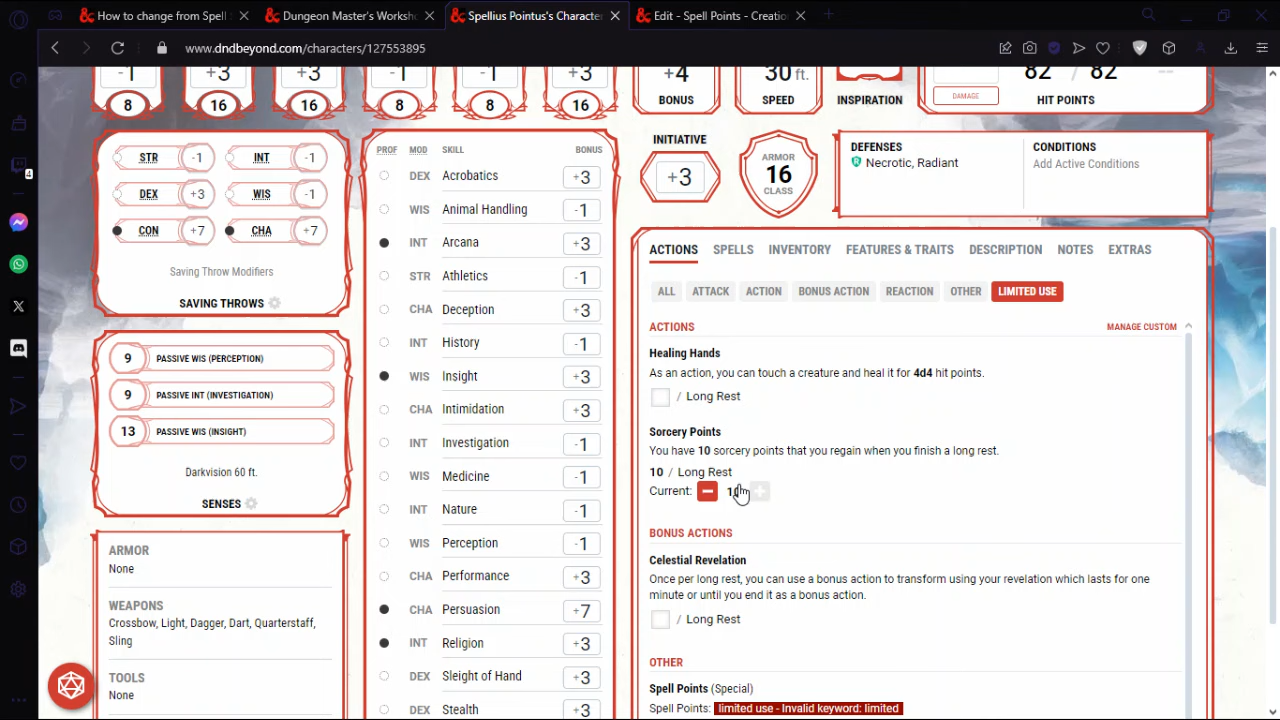 How to change from Spell
Dungeon Master's Worksh
Spellius Pointus's Characte
Edit - Spell Points - Creatio
www.dndbeyond.com/characters/127553895
-1 +3 +3 -1 -1 +3
8 16 16 8 8 16
+4
BONUS
30 ft.
SPEED
INSPIRATION
DAMAGE
82 / 82 --
HIT POINTS
STR -1 INT -1
DEX +3 WIS -1
CON +7 CHA +7
Saving Throw Modifiers
SAVING THROWS
9 PASSIVE WIS (PERCEPTION)
9 PASSIVE INT (INVESTIGATION)
13 PASSIVE WIS (INSIGHT)
Darkvision 60 ft.
SENSES
ARMOR
None
WEAPONS
Crossbow, Light, Dagger, Dart, Quarterstaff,
Sling
TOOLS
None
PROF MOD SKILL BONUS
DEX Acrobatics +3
WIS Animal Handling -1
INT Arcana +3
STR Athletics -1
CHA Deception +3
INT History -1
WIS Insight +3
CHA Intimidation +3
INT Investigation -1
WIS Medicine -1
INT Nature -1
WIS Perception -1
CHA Performance +3
CHA Persuasion +7
INT Religion +3
DEX Sleight of Hand +3
DEX Stealth +3
INITIATIVE
+3
ARMOR
16
CLASS
DEFENSES
Necrotic, Radiant
CONDITIONS
Add Active Conditions
ACTIONS SPELLS INVENTORY FEATURES & TRAITS DESCRIPTION NOTES EXTRAS
ALL ATTACK ACTION BONUS ACTION REACTION OTHER LIMITED USE
ACTIONS
MANAGE CUSTOM
Healing Hands
As an action, you can touch a creature and heal it for 4d4 hit points.
/ Long Rest
Sorcery Points
You have 10 sorcery points that you regain when you finish a long rest.
10 / Long Rest
Current: − 10 +
BONUS ACTIONS
Celestial Revelation
Once per long rest, you can use a bonus action to transform using your revelation which lasts for one
minute or until you end it as a bonus action.
/ Long Rest
OTHER
Spell Points (Special)
Spell Points: limited use - Invalid keyword: limited
4